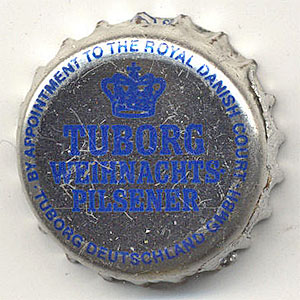 · BY APPOINTMENT TO THE ROYAL DANISH COURT ·
TUBORG
WEIHNACHTS-
PILSENER
TUBORG DEUTSCHLAND GMBH